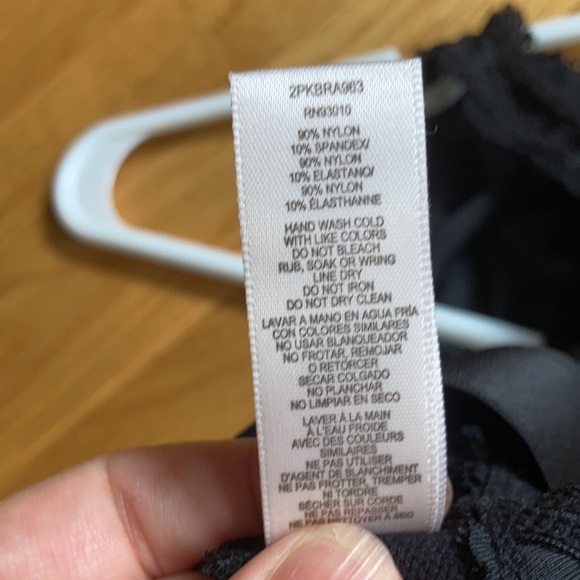 2PKBRA963
RN93010
90% NYLON
10% SPANDEX/
90% NYLON
10% ELASTANO/
90% NYLON
10% ÉLASTHANNE
HAND WASH COLD
WITH LIKE COLORS
DO NOT BLEACH
RUB, SOAK OR WRING
LINE DRY
DO NOT IRON
DO NOT DRY CLEAN
LAVAR A MANO EN AGUA FRÍA
CON COLORES SIMILARES
NO USAR BLANQUEADOR
NO FROTAR, REMOJAR
O RETORCER
SECAR COLGADO
NO PLANCHAR
NO LIMPIAR EN SECO
LAVER À LA MAIN
À L'EAU FROIDE
AVEC DES COULEURS
SIMILAIRES
NE PAS UTILISER
D'AGENT DE BLANCHIMENT
NE PAS FROTTER, TREMPER
NI TORDRE
SÉCHER SUR CORDE
NE PAS REPASSER
NE PAS NETTOYER À SEC